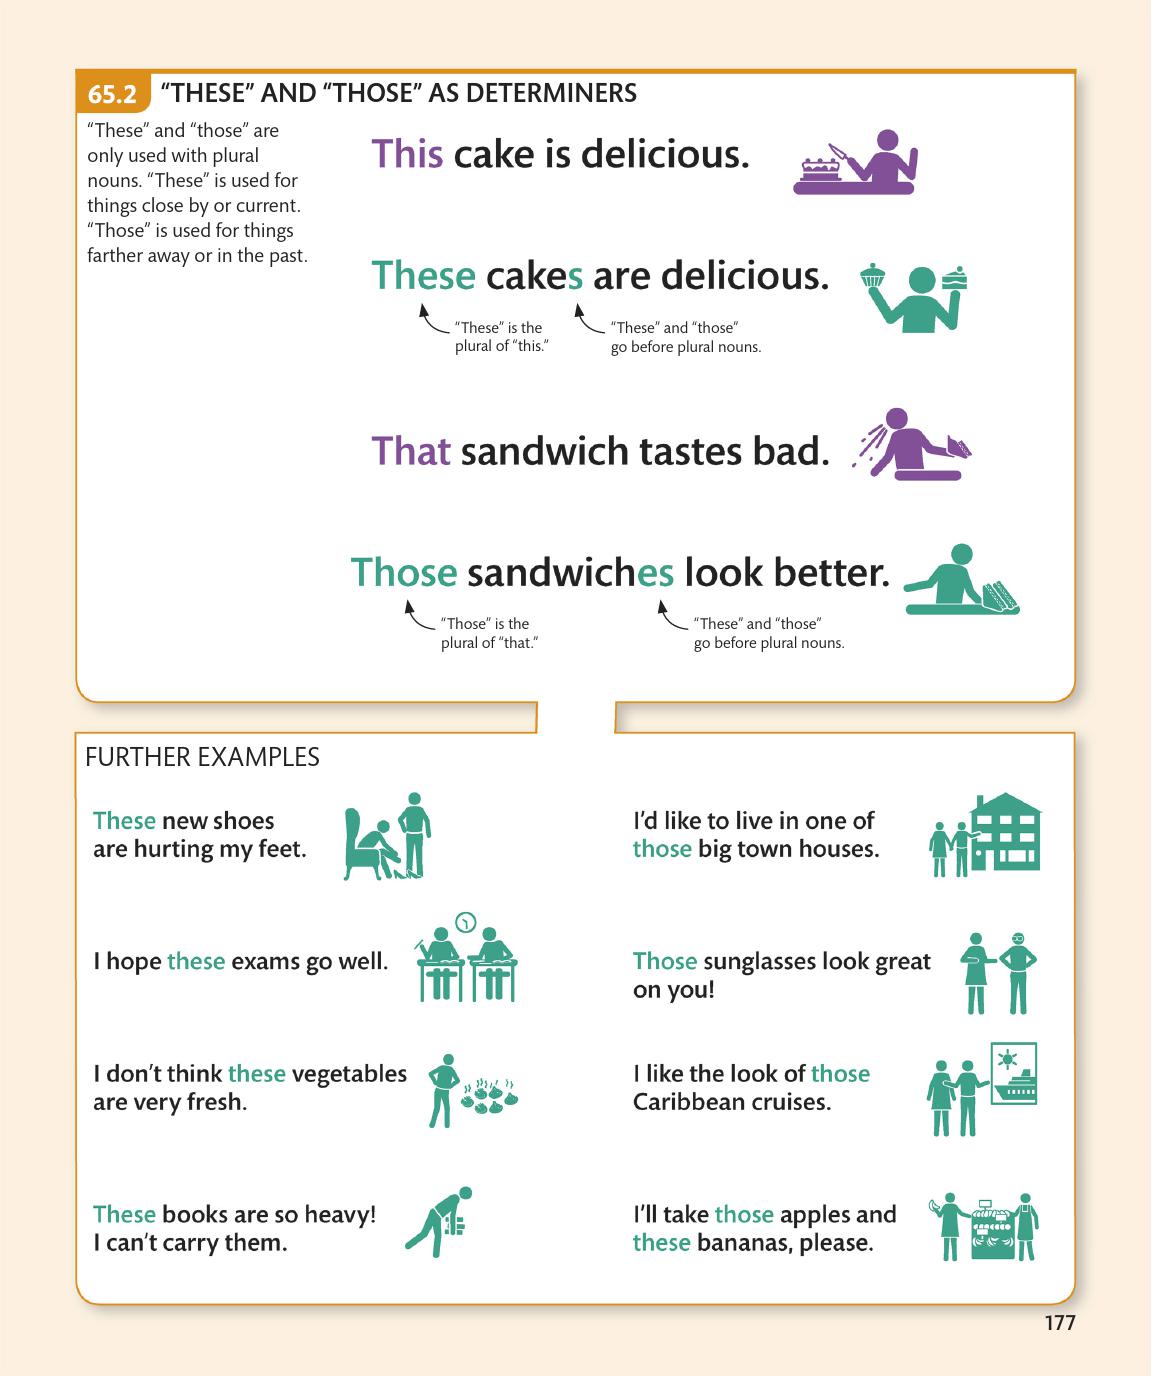 65.2 “THESE” AND “THOSE” AS DETERMINERS
“These” and “those” are
only used with plural
nouns. “These” is used for
things close by or current.
“Those” is used for things
farther away or in the past.
This cake is delicious.
These cakes are delicious.
“These” is the
plural of “this.”
“These” and “those”
go before plural nouns.
That sandwich tastes bad.
Those sandwiches look better.
“Those” is the
plural of “that.”
“These” and “those”
go before plural nouns.
FURTHER EXAMPLES
These new shoes
are hurting my feet.
I hope these exams go well.
I don’t think these vegetables
are very fresh.
These books are so heavy!
I can’t carry them.
I’d like to live in one of
those big town houses.
Those sunglasses look great
on you!
I like the look of those
Caribbean cruises.
I’ll take those apples and
these bananas, please.
177